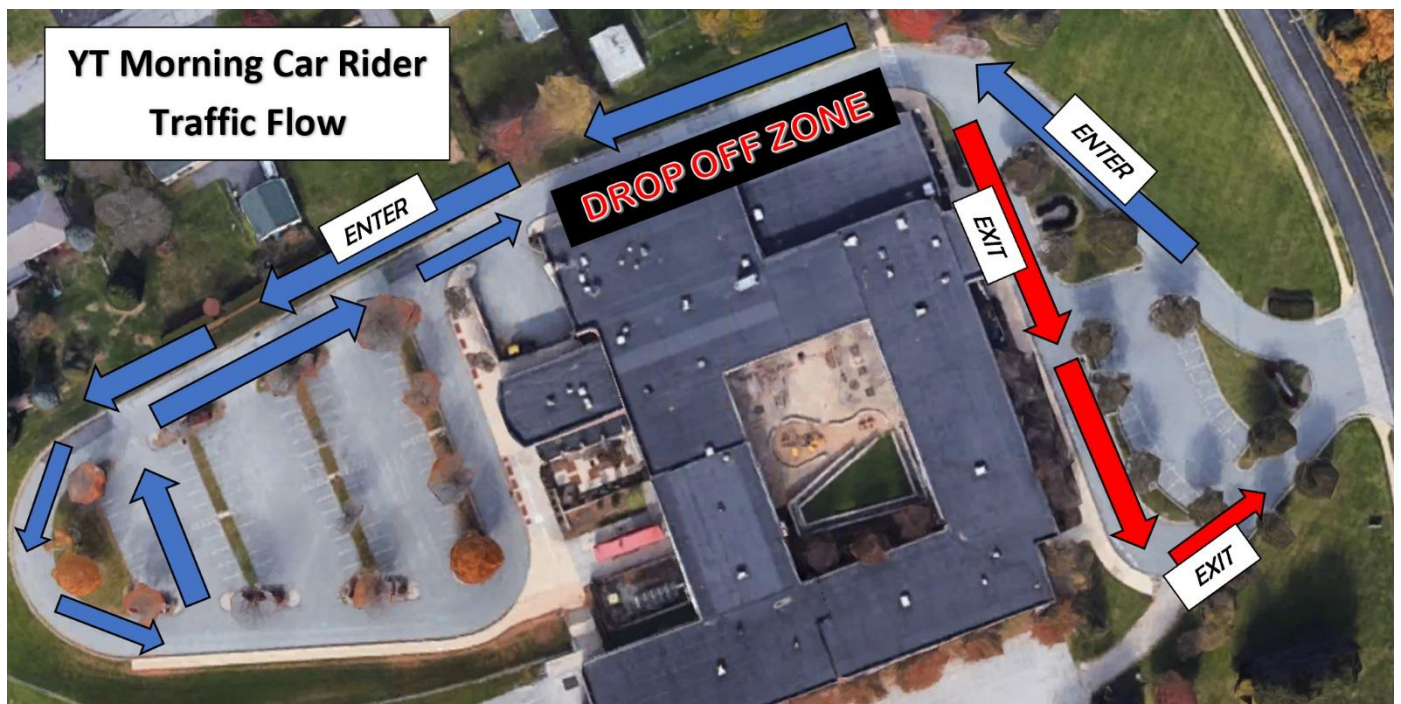 YT Morning Car Rider
Traffic Flow
DROP OFF ZONE
ENTER
ENTER
EXIT
EXIT